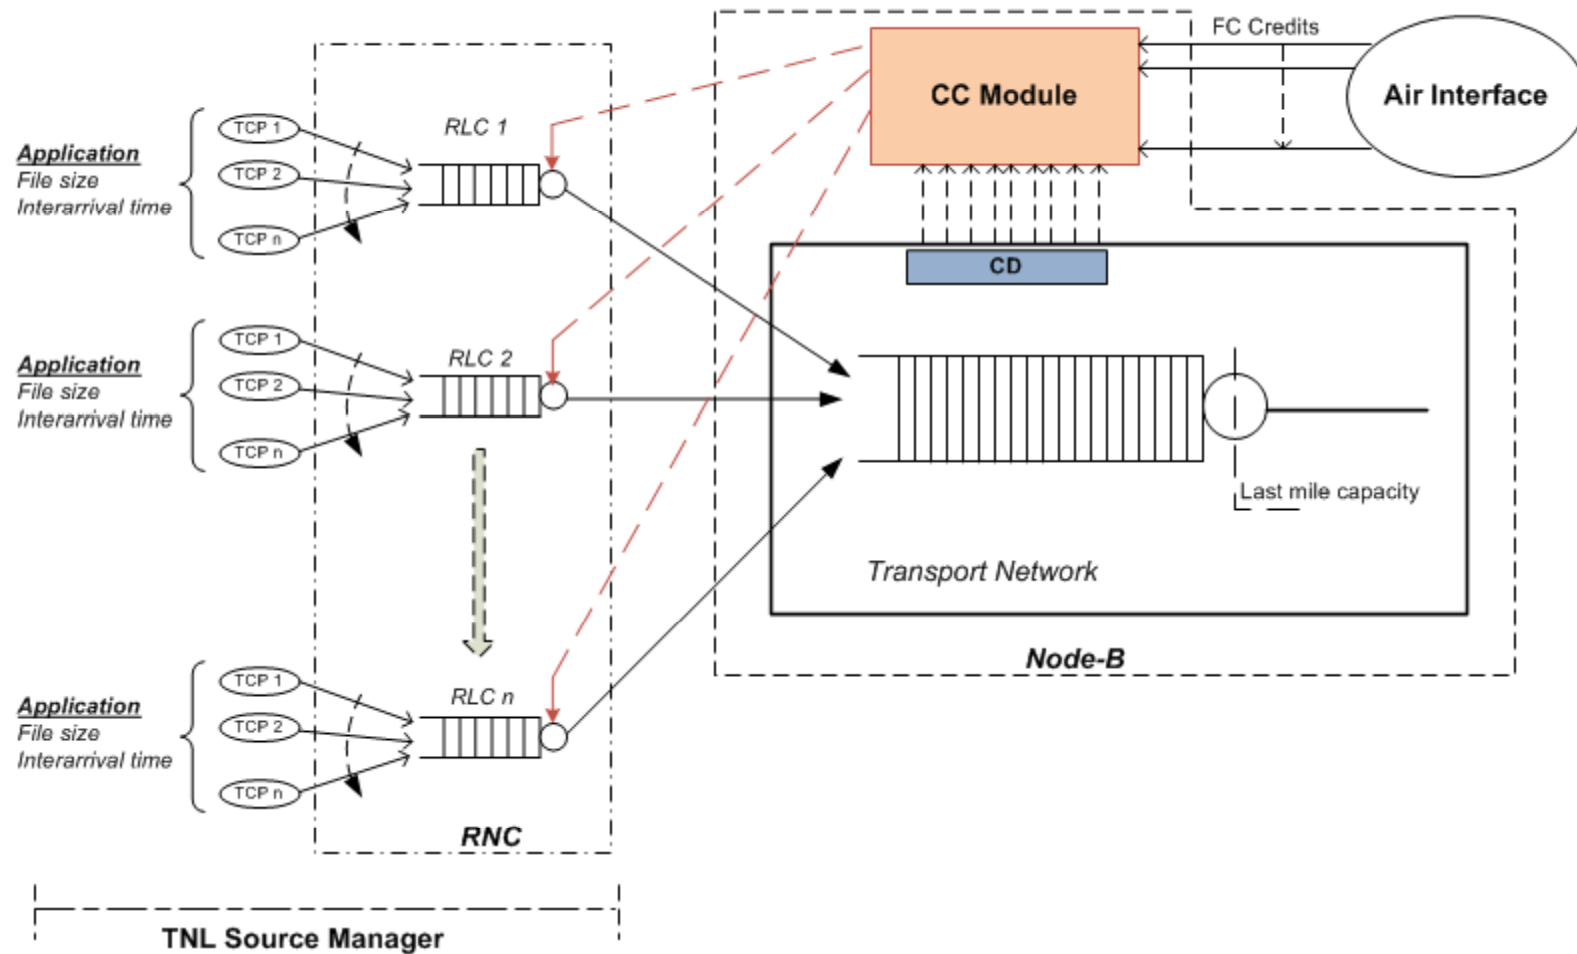 FC Credits
CC Module
Air Interface
TCP 1
RLC 1
Application
File size
Interarrival time
TCP 2
TCP n
CD
TCP 1
RLC 2
Application
File size
Interarrival time
TCP 2
TCP n
Last mile capacity
Transport Network
Node-B
TCP 1
RLC n
Application
File size
Interarrival time
TCP 2
TCP n
RNC
TNL Source Manager